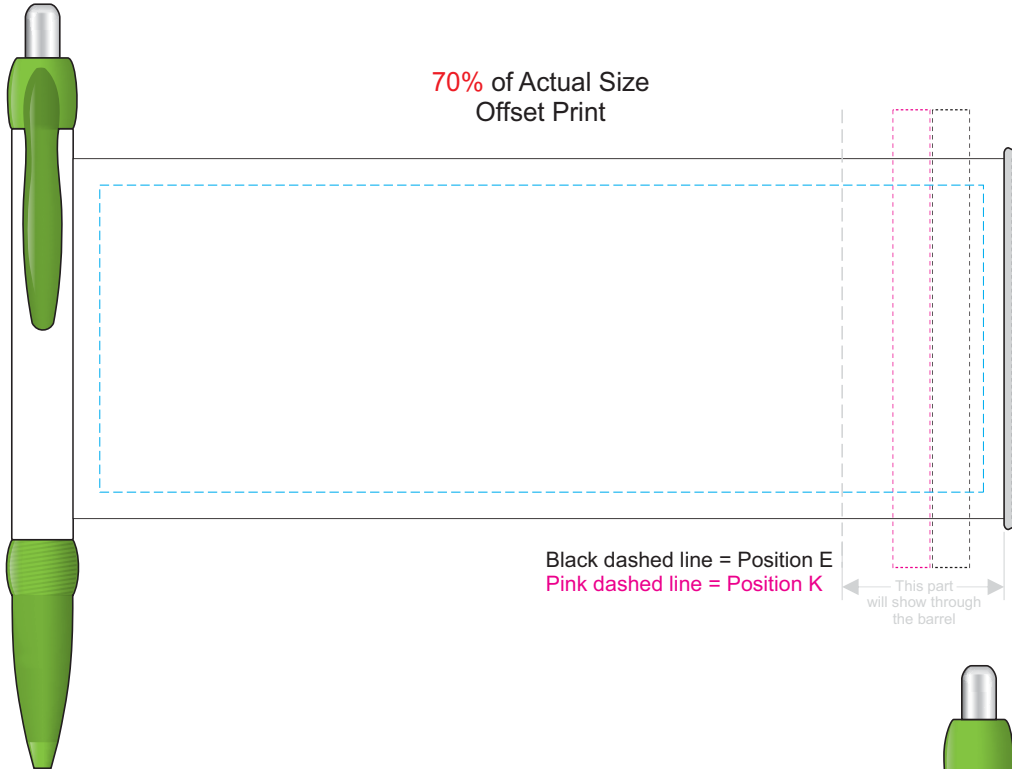 70% of Actual Size
Offset Print
Black dashed line = Position E
Pink dashed line = Position K
This part
will show through
the barrel